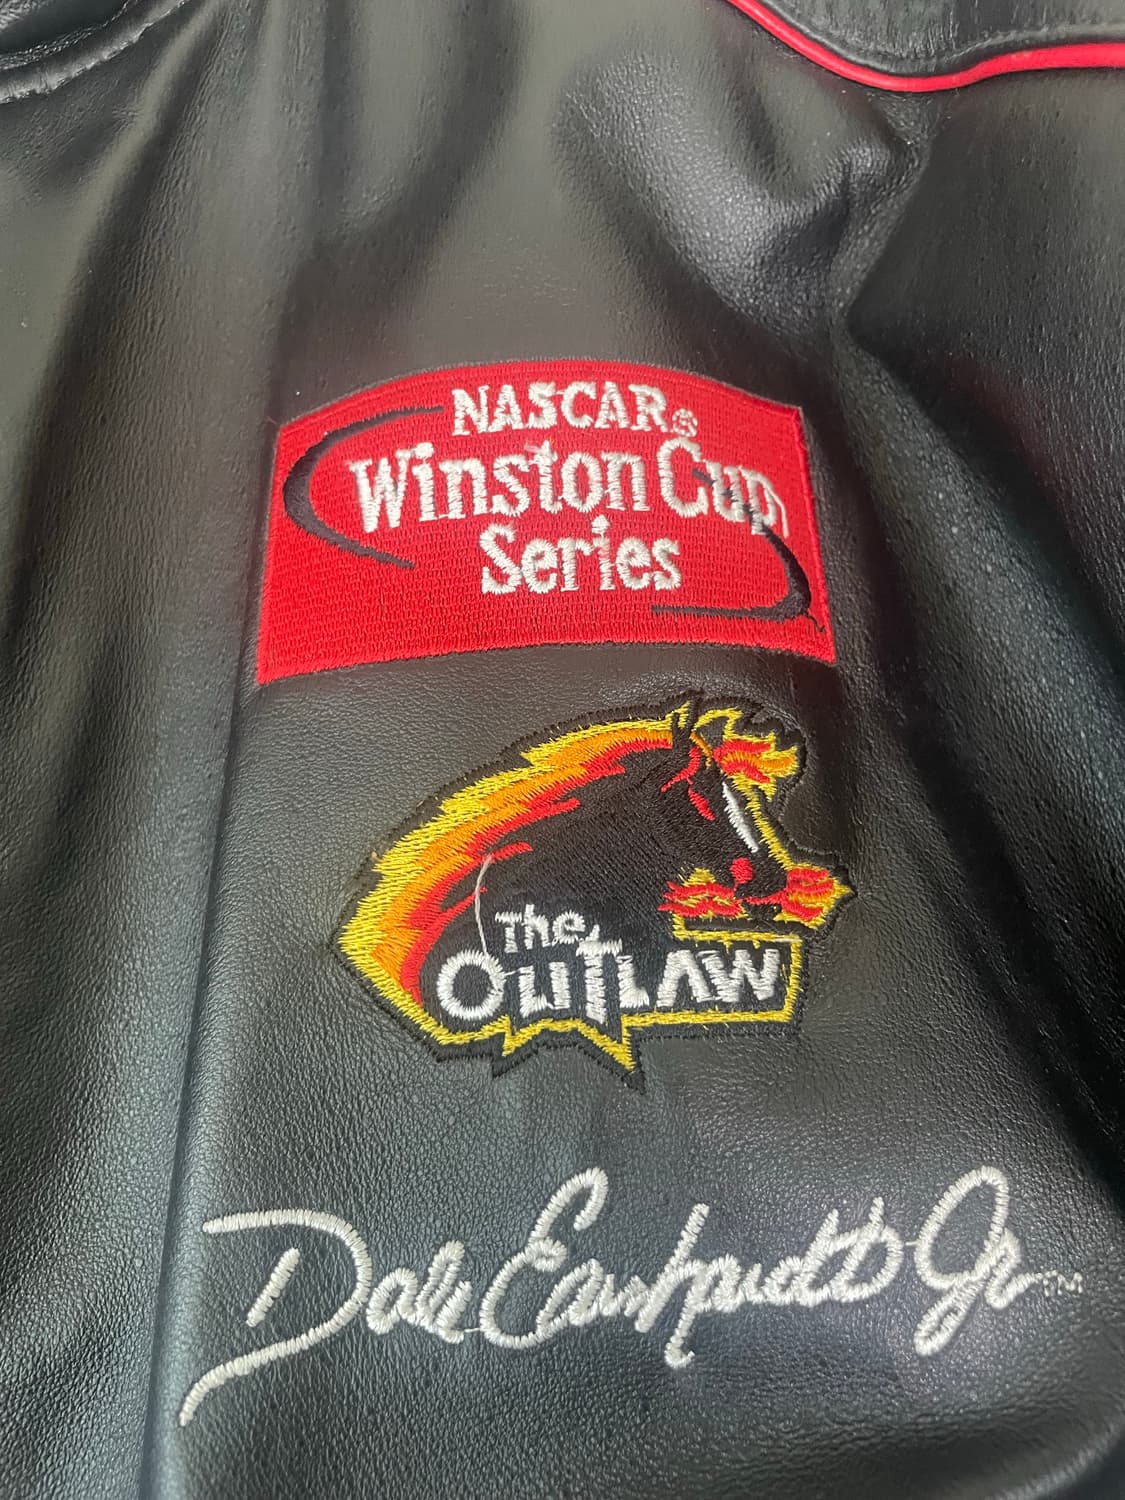 NASCAR®
Winston Cup
Series
The
OUTLAW
Dale Earnhardt Jr ™